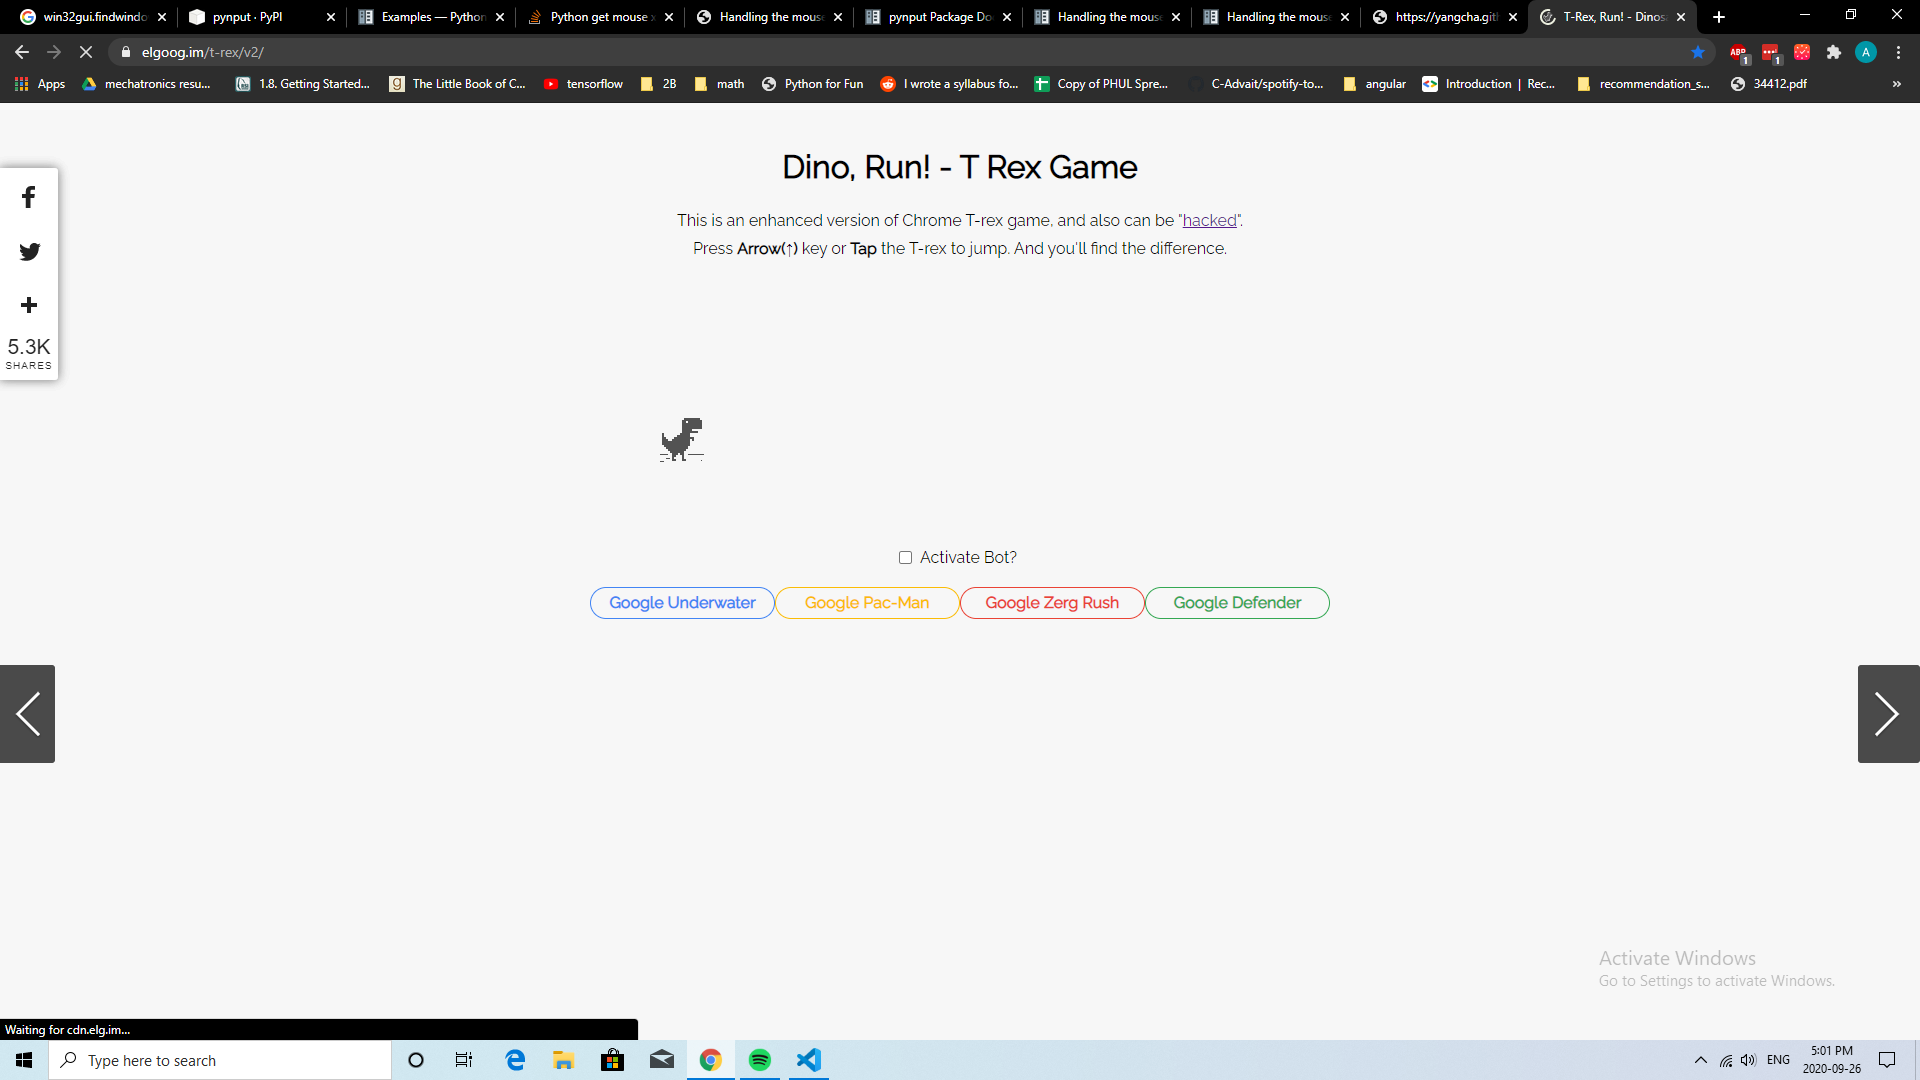 win32gui.findwindo
pynput · PyPI
Examples — Python
Python get mouse x
Handling the mouse
pynput Package Do
Handling the mouse
Handling the mouse
https://yangcha.git
T-Rex, Run! - Dinos
elgoog.im/t-rex/v2/
ABP
1
1
A
Apps
mechatronics resu...
1.8. Getting Started...
The Little Book of C...
tensorflow
2B
math
Python for Fun
I wrote a syllabus fo...
Copy of PHUL Spre...
C-Advait/spotify-to...
angular
Introduction | Rec...
recommendation_s...
34412.pdf
»
Dino, Run! - T Rex Game
This is an enhanced version of Chrome T-rex game, and also can be "hacked".
Press Arrow(↑) key or Tap the T-rex to jump. And you'll find the difference.
5.3K
SHARES
Activate Bot?
Google Underwater
Google Pac-Man
Google Zerg Rush
Google Defender
Activate Windows
Go to Settings to activate Windows.
Waiting for cdn.elg.im...
Type here to search
ENG
5:01 PM
2020-09-26